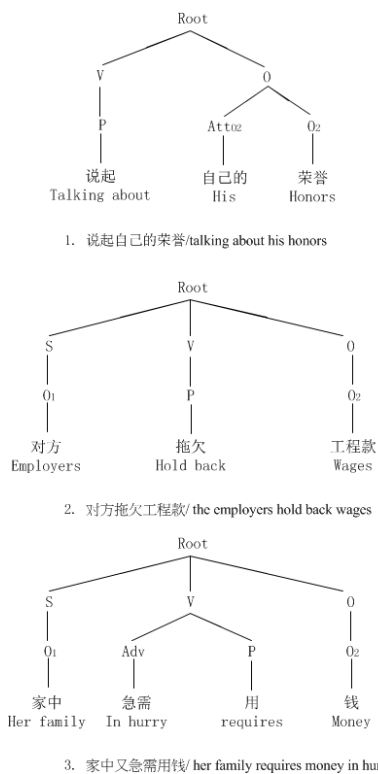 Root
V O
P Att02 O2
说起 自己的 荣誉
Talking about His Honors
1. 说起自己的荣誉/talking about his honors
Root
S V O
O1 P O2
对方 拖欠 工程款
Employers Hold back Wages
2. 对方拖欠工程款/ the employers hold back wages
Root
S V O
O1 Adv P O2
家中 急需 用 钱
Her family In hurry requires Money
3. 家中又急需用钱/ her family requires money in hur